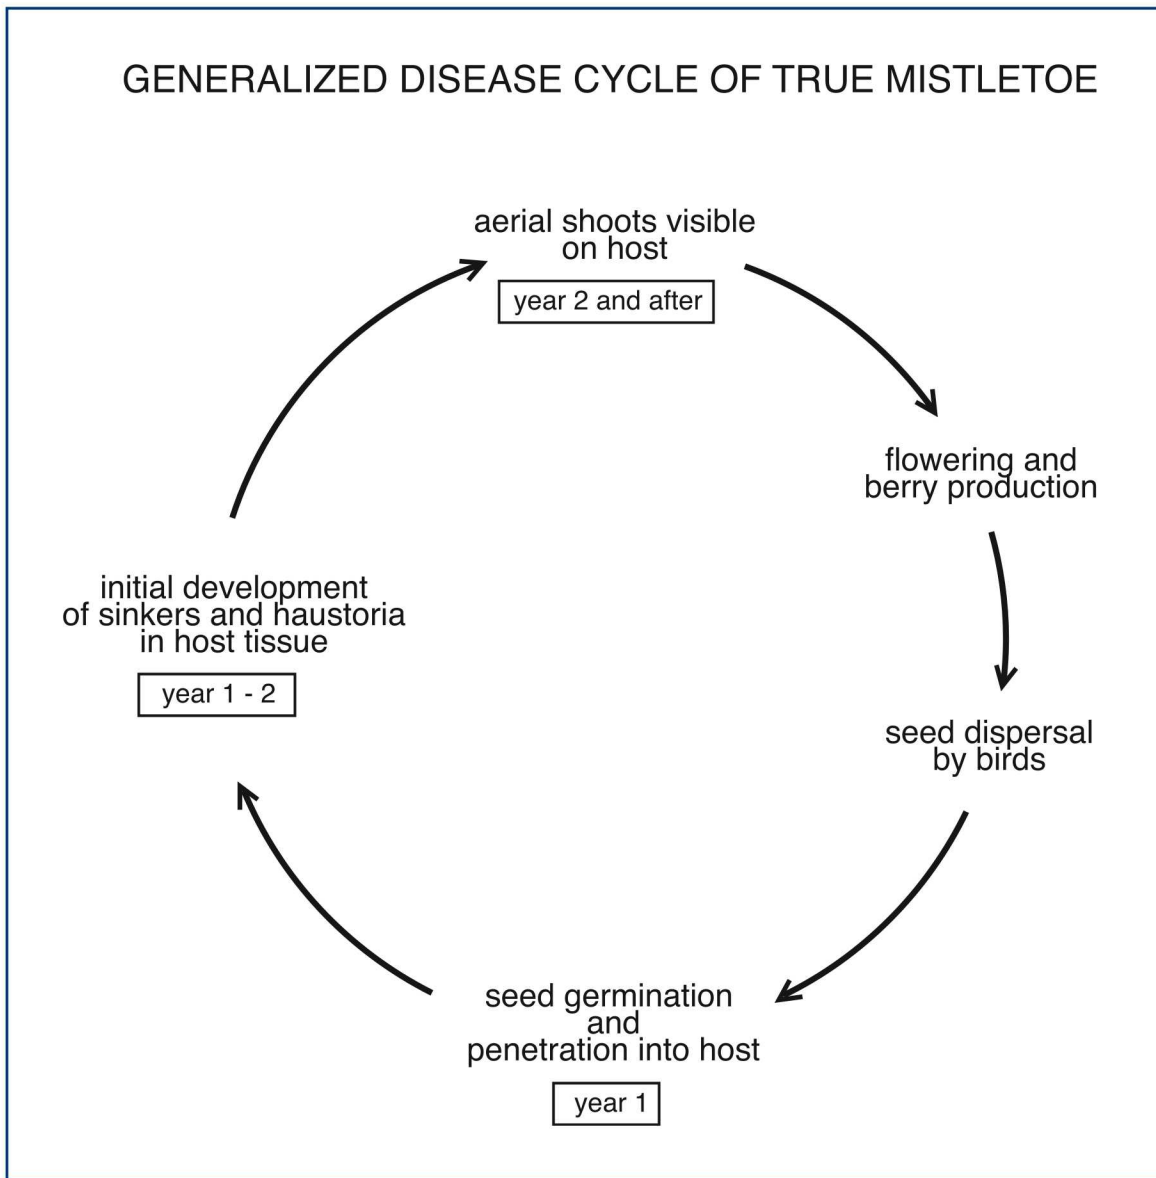 GENERALIZED DISEASE CYCLE OF TRUE MISTLETOE
aerial shoots visible
on host
year 2 and after
flowering and
berry production
seed dispersal
by birds
seed germination
and
penetration into host
year 1
initial development
of sinkers and haustoria
in host tissue
year 1 - 2